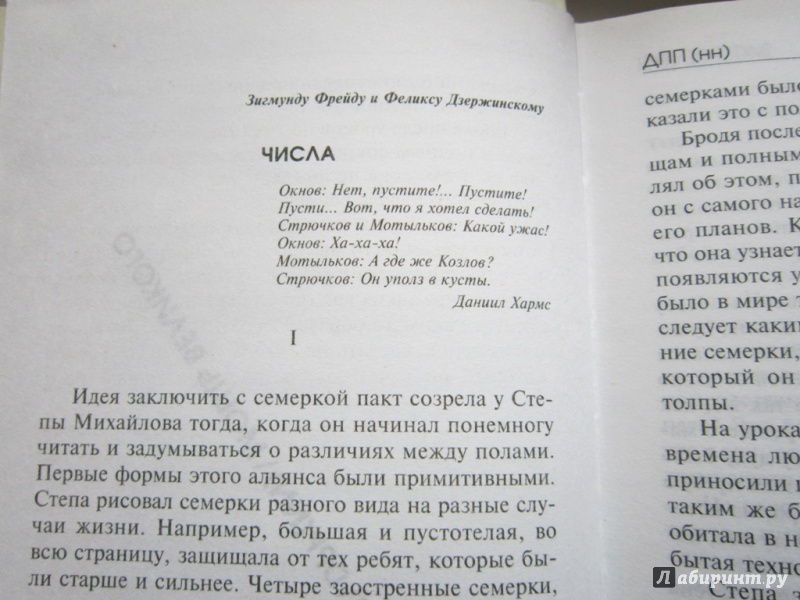 Зигмунду Фрейду и Феликсу Дзержинскому
ЧИСЛА
Окнов: Нет, пустите!... Пустите!
Пусти... Вот, что я хотел сделать!
Стрючков и Мотыльков: Какой ужас!
Окнов: Ха-ха-ха!
Мотыльков: А где же Козлов?
Стрючков: Он уполз в кусты.
Даниил Хармс
I
Идея заключить с семеркой пакт созрела у Сте-
пы Михайлова тогда, когда он начинал понемногу
читать и задумываться о различиях между полами.
Первые формы этого альянса были примитивными.
Степа рисовал семерки разного вида на разные слу-
чаи жизни. Например, большая и пустотелая, во
всю страницу, защищала от тех ребят, которые бы-
ли старше и сильнее. Четыре заостренные семерки,
ДПП (нн)
семерками было
казали это с по
Бродя после
щам и полным
лял об этом, п
он с самого на
его планов. К
что она узнает
появляются у
было в мире т
следует каким
ние семерки,
который он
толпы.
На урока
времена лю
приносили и
таким же б
обитала в н
бытая техно
Степа з
Лабиринт.ру